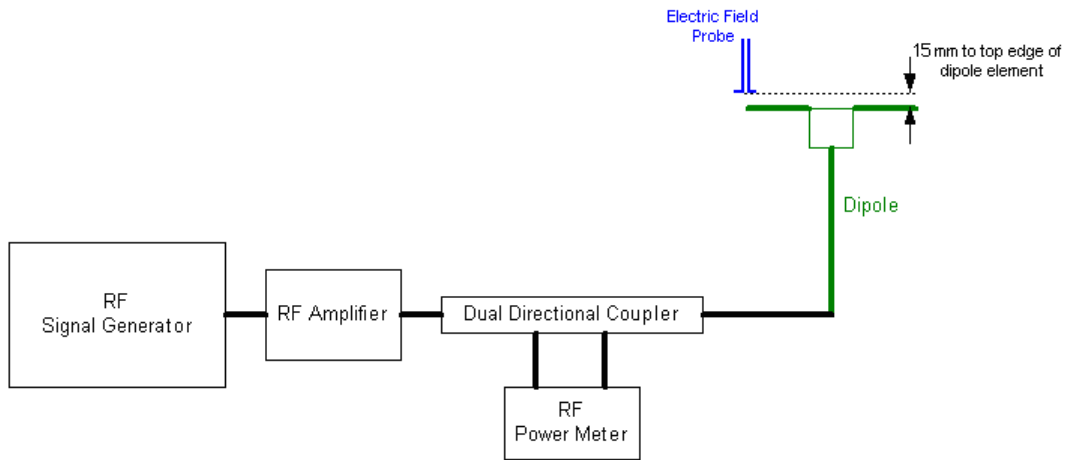 Electric Field
Probe
15 mm to top edge of
dipole element
Dipole
RF
Signal Generator
RF Amplifier
Dual Directional Coupler
RF
Power Meter